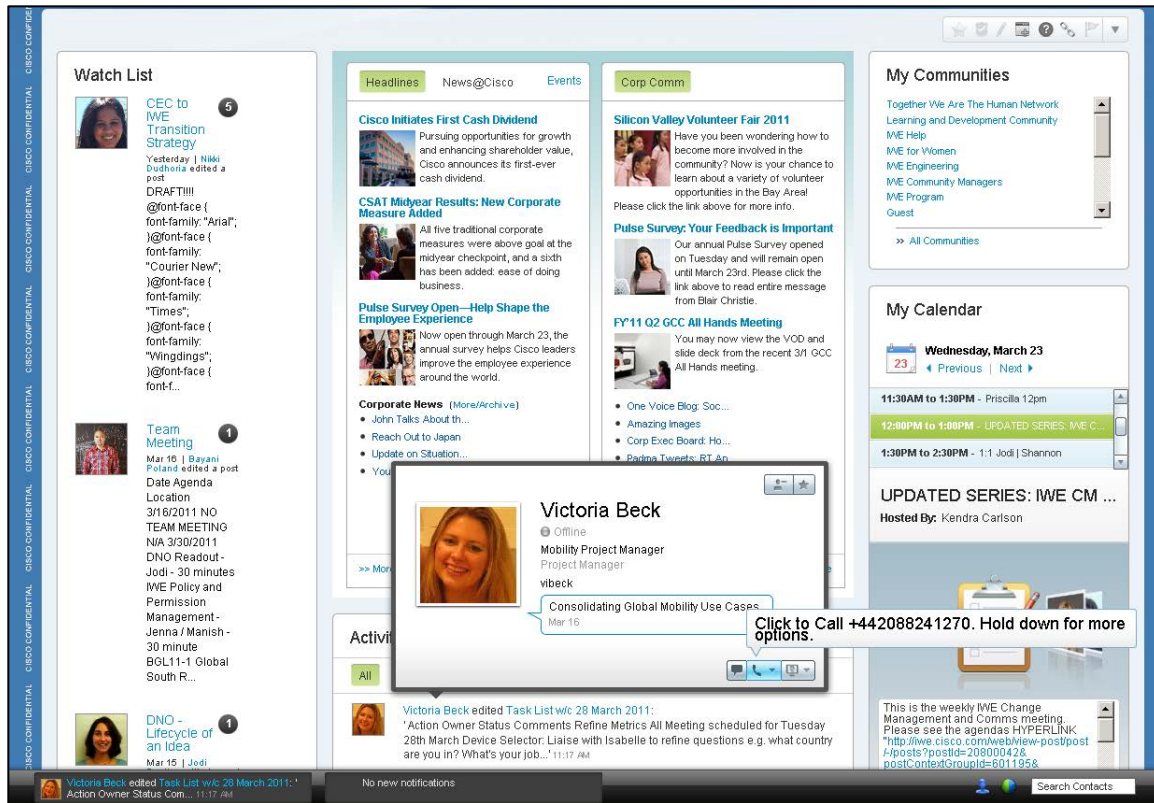 CISCO CONFIDENTIAL CISCO CONFIDENTIAL CISCO CONFIDENTIAL CISCO CONFIDENTIAL CISCO CONFIDENTIAL CISCO CONFIDENTIAL CISCO CONFIDENTIAL CISCO CONFIDENTIAL
Watch List
CEC to
IWE
Transition
Strategy
5
Yesterday | Nikki
Dudhoria edited a
post
DRAFT!!!!
@font-face {
font-family: "Arial";
}@font-face {
font-family:
"Courier New";
}@font-face {
font-family:
"Times";
}@font-face {
font-family:
"Wingdings";
}@font-face {
font-f...
Team
Meeting
1
Mar 16 | Bayani
Poland edited a post
Date Agenda
Location
3/16/2011 NO
TEAM MEETING
N/A 3/30/2011
DNO Readout -
Jodi - 30 minutes
IWE Policy and
Permission
Management -
Jenna / Manish -
30 minute
BGL11-1 Global
South R...
DNO -
Lifecycle of
an Idea
1
Mar 15 | Jodi
Headlines News@Cisco Events
Cisco Initiates First Cash Dividend
Pursuing opportunities for growth
and enhancing shareholder value,
Cisco announces its first-ever
cash dividend.
CSAT Midyear Results: New Corporate
Measure Added
All five traditional corporate
measures were above goal at the
midyear checkpoint, and a sixth
has been added: ease of doing
business.
Pulse Survey Open—Help Shape the
Employee Experience
Now open through March 23, the
annual survey helps Cisco leaders
improve the employee experience
around the world.
Corporate News (More/Archive)
• John Talks About th...
• Reach Out to Japan
• Update on Situation...
• You
>> More
Corp Comm
Silicon Valley Volunteer Fair 2011
Have you been wondering how to
become more involved in the
community? Now is your chance to
learn about a variety of volunteer
opportunities in the Bay Area!
Please click the link above for more info.
Pulse Survey: Your Feedback is Important
Our annual Pulse Survey opened
on Tuesday and will remain open
until March 23rd. Please click the
link above to read entire message
from Blair Christie.
FY'11 Q2 GCC All Hands Meeting
You may now view the VOD and
slide deck from the recent 3/1 GCC
All Hands meeting.
• One Voice Blog: Soc...
• Amazing Images
• Corp Exec Board: Ho...
• Padma Tweets: RT An...
Victoria Beck
Offline
Mobility Project Manager
Project Manager
vibeck
Consolidating Global Mobility Use Cases
Mar 16
Click to Call +442088241270. Hold down for more
options.
Activi
All
Victoria Beck edited Task List w/c 28 March 2011:
'Action Owner Status Comments Refine Metrics All Meeting scheduled for Tuesday
28th March Device Selector: Liaise with Isabelle to refine questions e.g. what country
are you in? What's your job...' 11:17 AM
My Communities
Together We Are The Human Network
Learning and Development Community
IWE Help
IWE for Women
IWE Engineering
IWE Community Managers
IWE Program
Guest
>> All Communities
My Calendar
23
Wednesday, March 23
Previous | Next
11:30AM to 1:30PM - Priscilla 12pm
12:00PM to 1:00PM - UPDATED SERIES: IWE C...
1:30PM to 2:30PM - 1:1 Jodi | Shannon
UPDATED SERIES: IWE CM ...
Hosted By: Kendra Carlson
This is the weekly IWE Change
Management and Comms meeting.
Please see the agendas HYPERLINK
"http://iwe.cisco.com/web/view-post/post
/-/posts?postId=20800042&
postContextGroupId=601195&
Victoria Beck edited Task List w/c 28 March 2011: '
Action Owner Status Com... 11:17 AM
No new notifications
Search Contacts